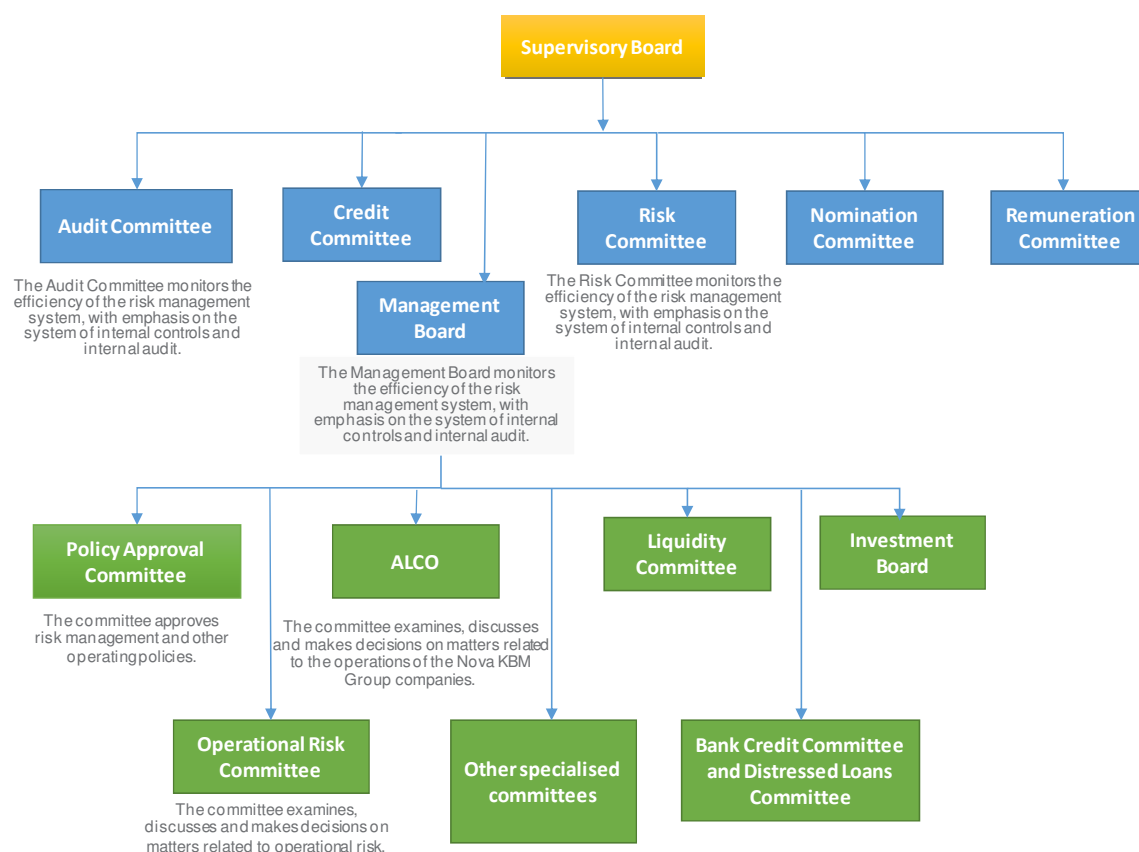 Supervisory Board
Audit Committee
Credit
Committee
Risk
Committee
Nomination
Committee
Remuneration
Committee
The Audit Committee monitors the
efficiency of the risk management
system, with emphasis on the
system of internal controls and
internal audit.
Management
Board
The Risk Committee monitors the
efficiency of the risk management
system, with emphasis on the
system of internal controls and
internal audit.
The Management Board monitors
the efficiency of the risk
management system, with
emphasis on the system of internal
controls and internal audit.
Policy Approval
Committee
ALCO
Liquidity
Committee
Investment
Board
The committee approves
risk management and other
operating policies.
The committee examines, discusses
and makes decisions on matters related
to the operations of the Nova KBM
Group companies.
Operational Risk
Committee
Other specialised
committees
Bank Credit Committee
and Distressed Loans
Committee
The committee examines,
discusses and makes decisions on
matters related to operational risk.